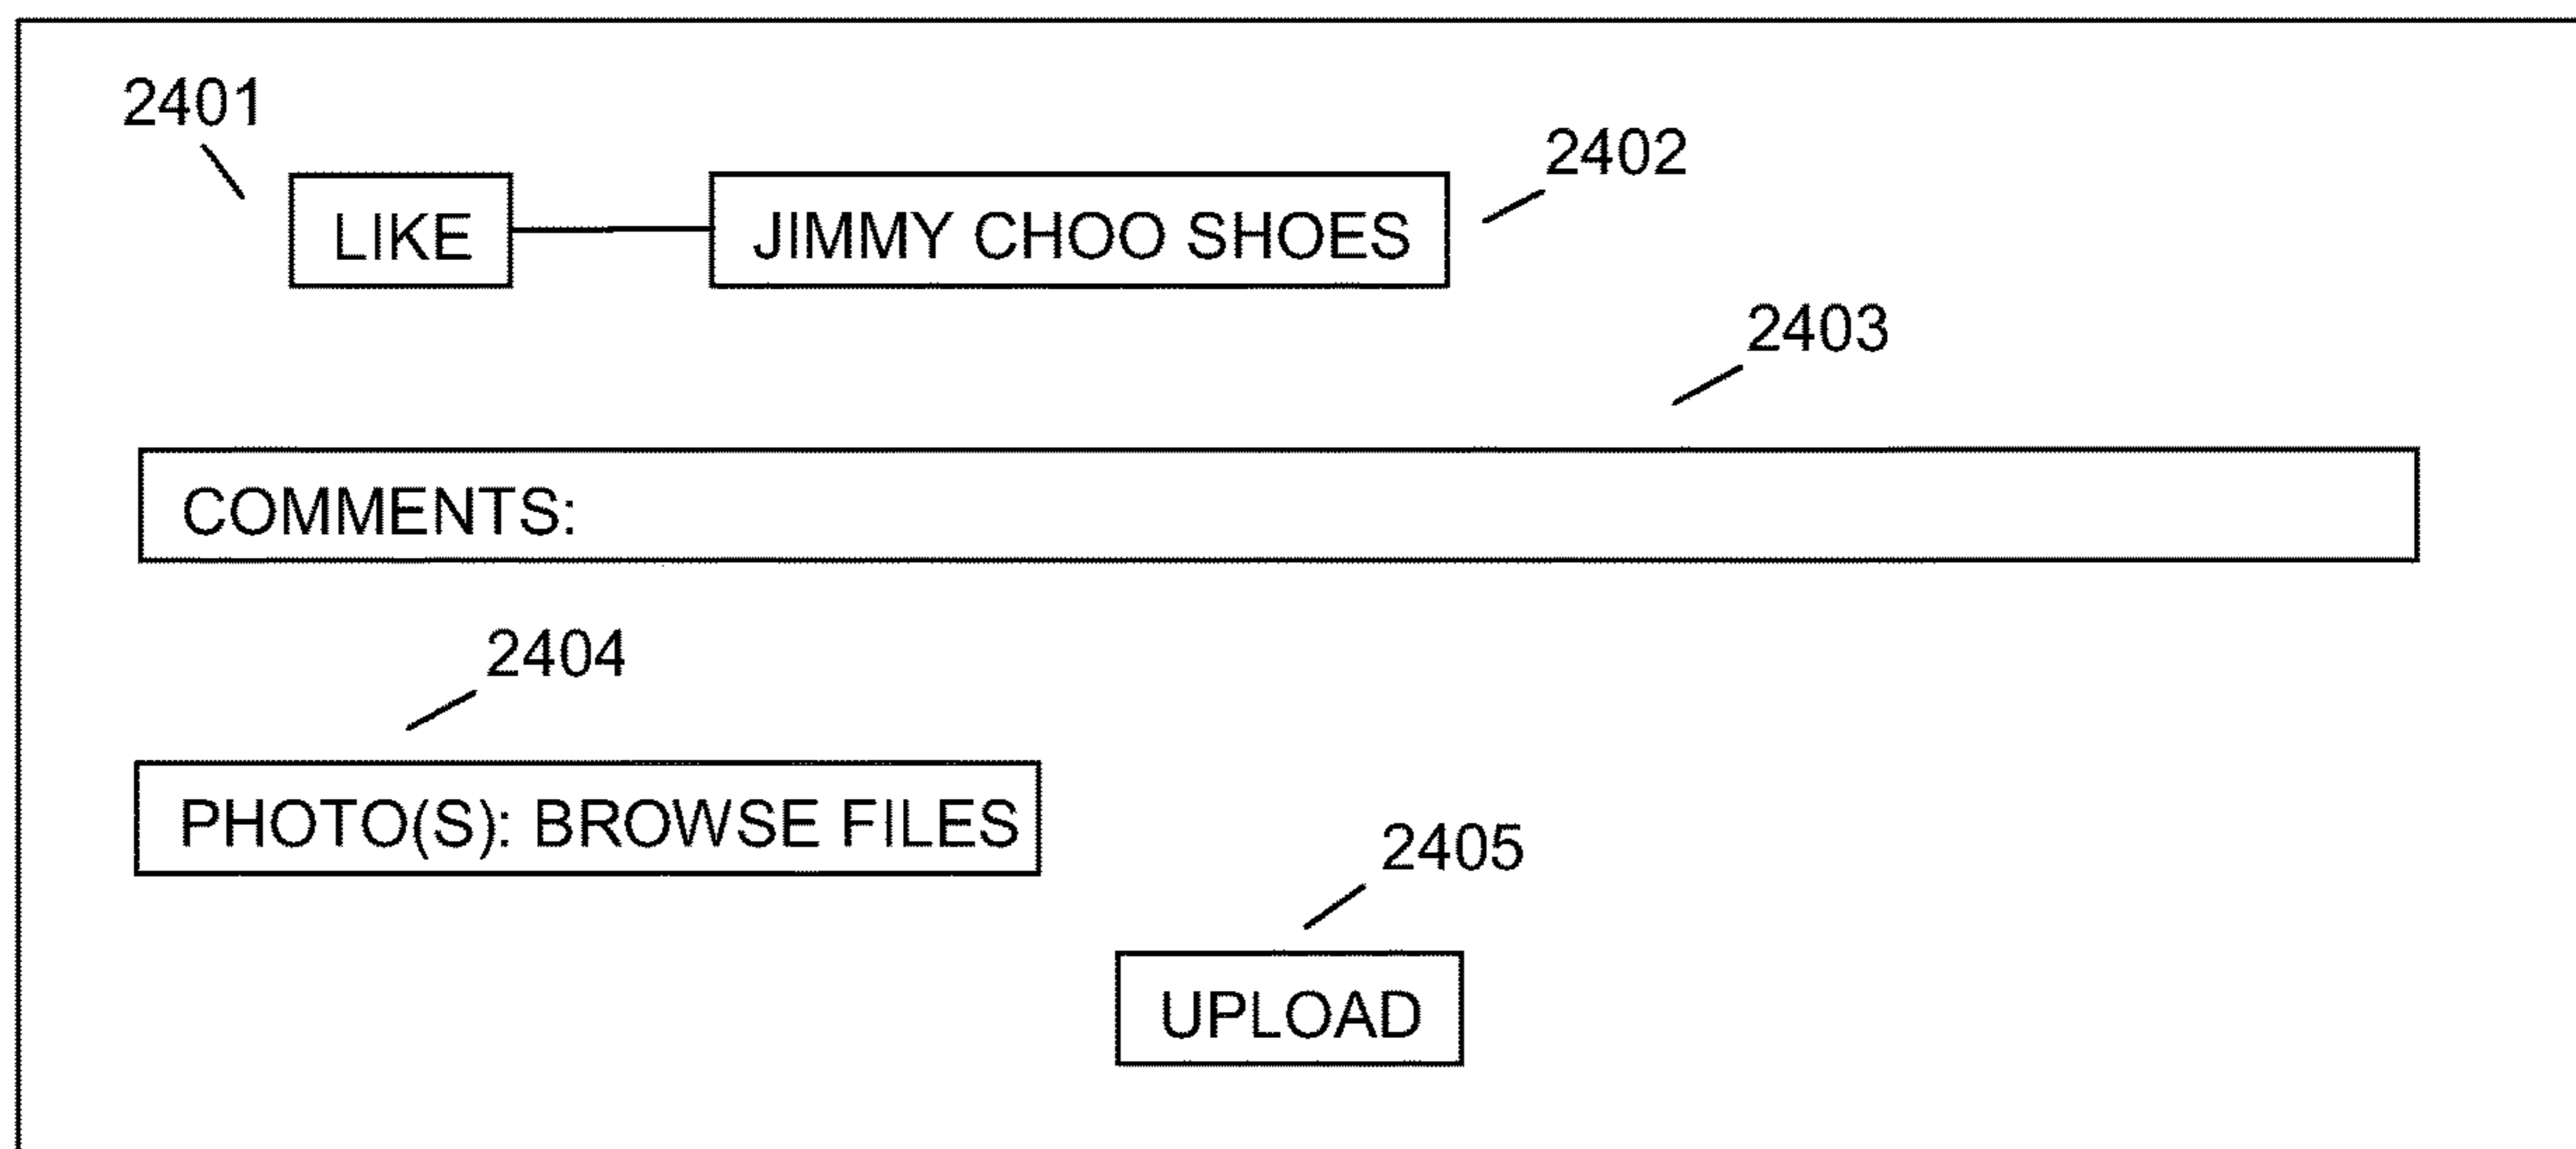 2401
2402
LIKE
JIMMY CHOO SHOES
2403
COMMENTS:
2404
PHOTO(S): BROWSE FILES
2405
UPLOAD